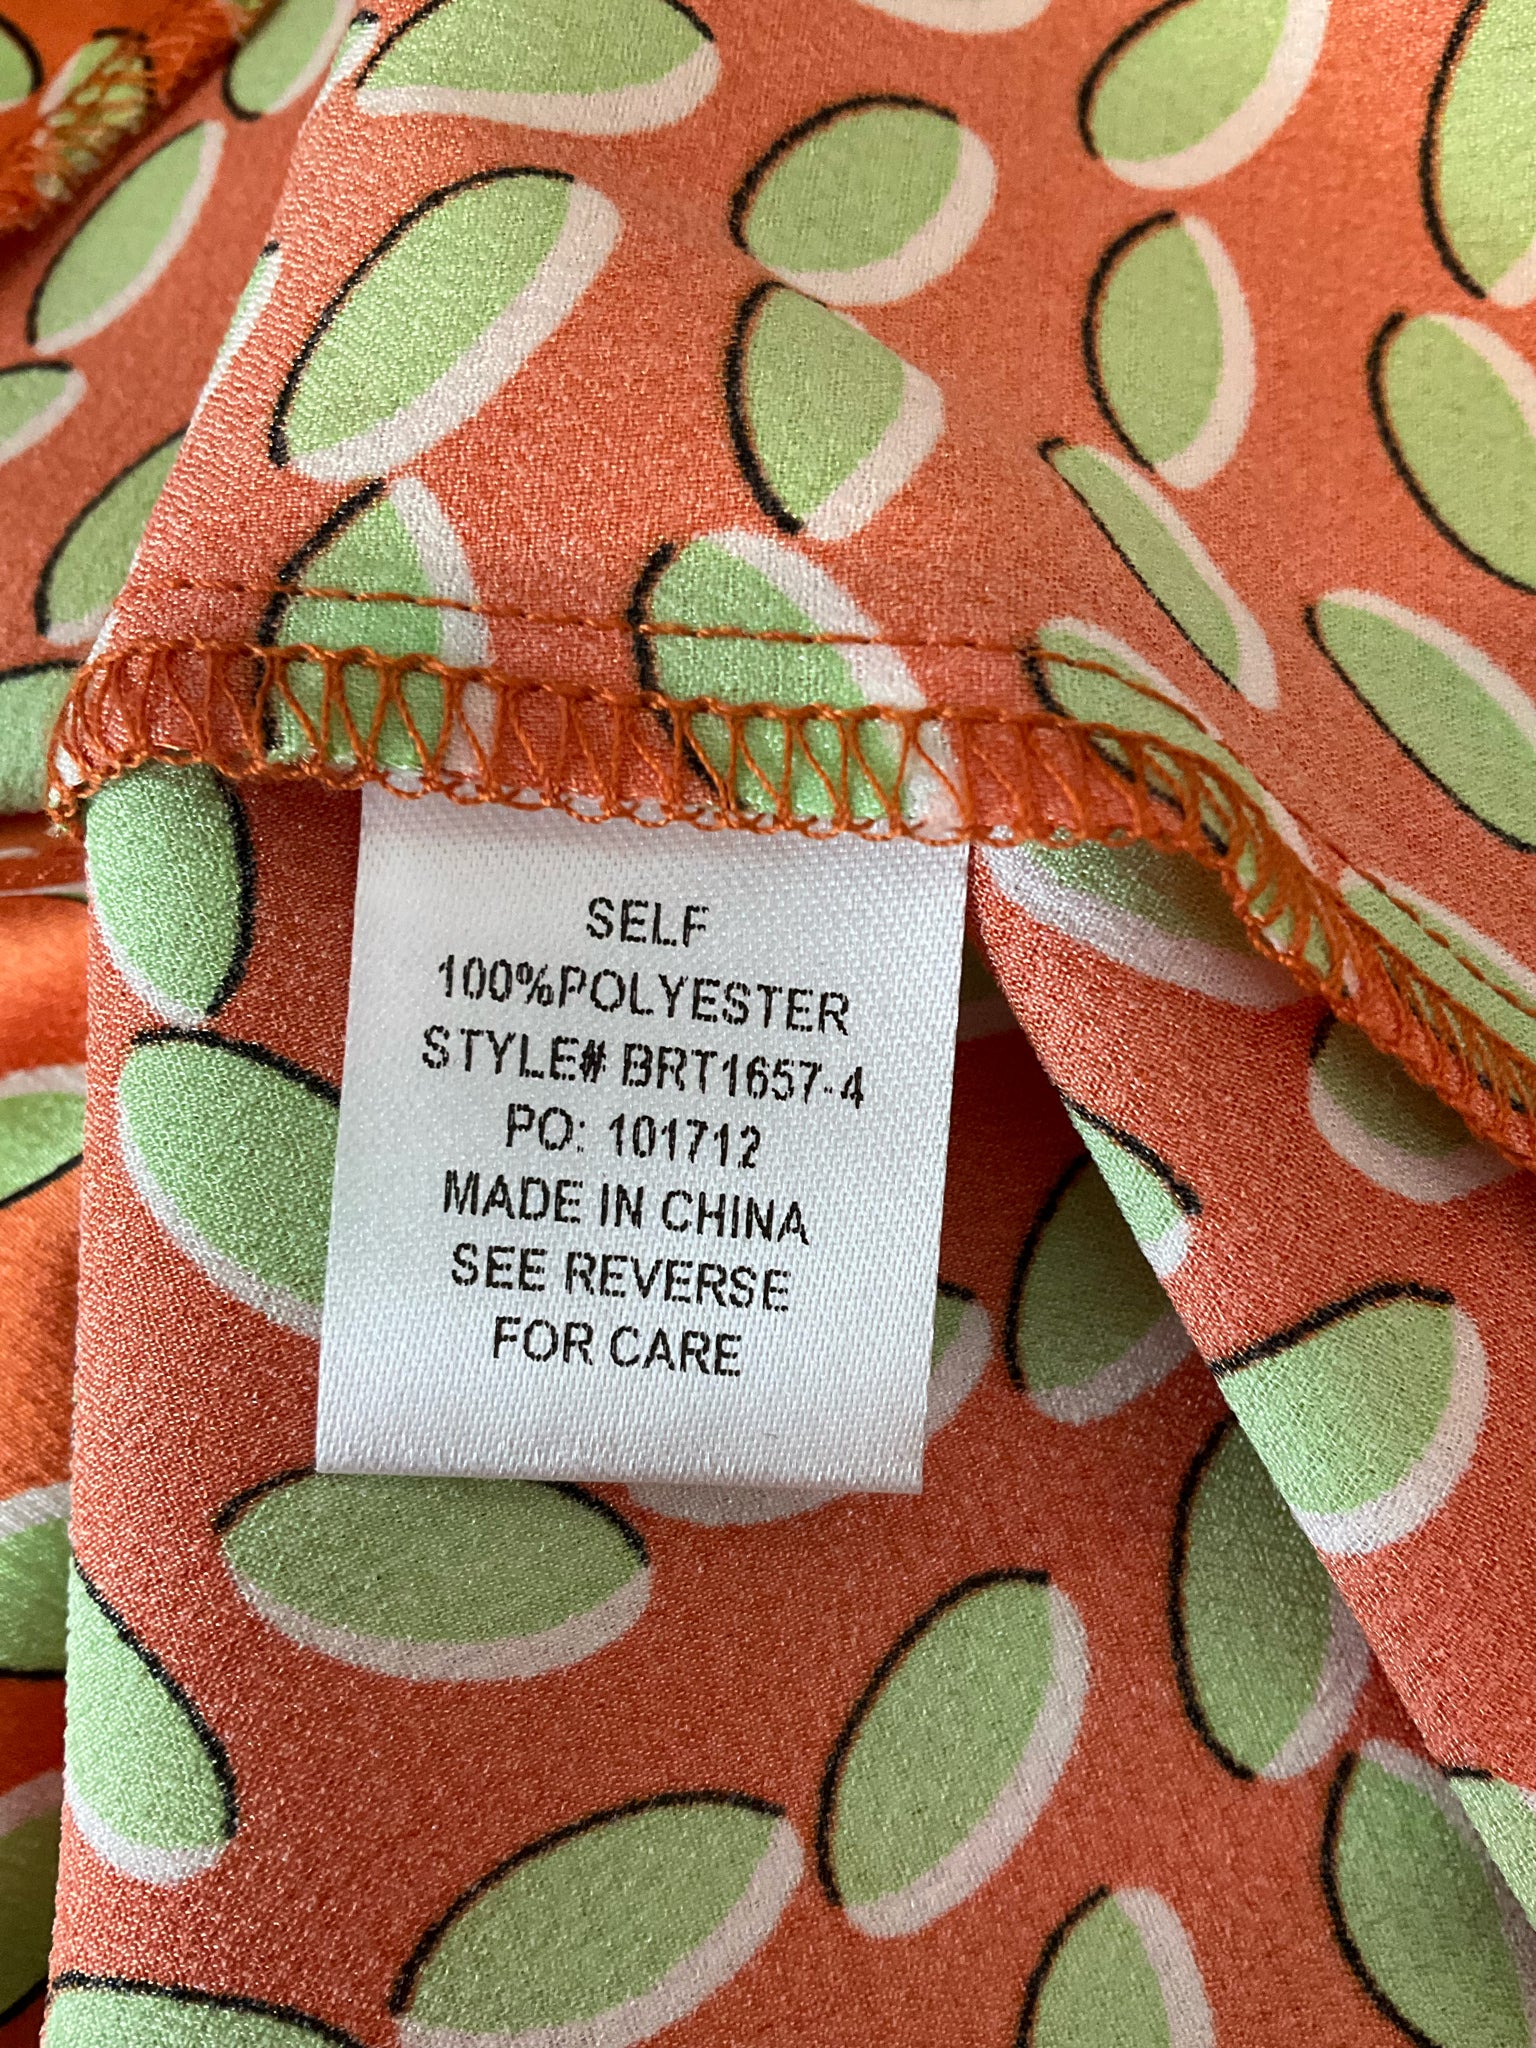 SELF
100%POLYESTER
STYLE# BRT1657-4
PO: 101712
MADE IN CHINA
SEE REVERSE
FOR CARE